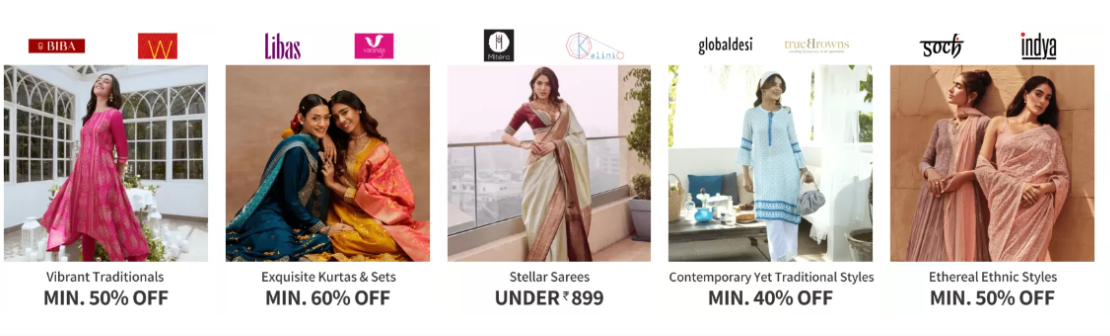 BIBA
W
Libas
varanga
Mitera
Kalinio
globaldesi
trueBrowns
soch
indya
Vibrant Traditionals
MIN. 50% OFF
Exquisite Kurtas & Sets
MIN. 60% OFF
Stellar Sarees
UNDER ₹899
Contemporary Yet Traditional Styles
MIN. 40% OFF
Ethereal Ethnic Styles
MIN. 50% OFF